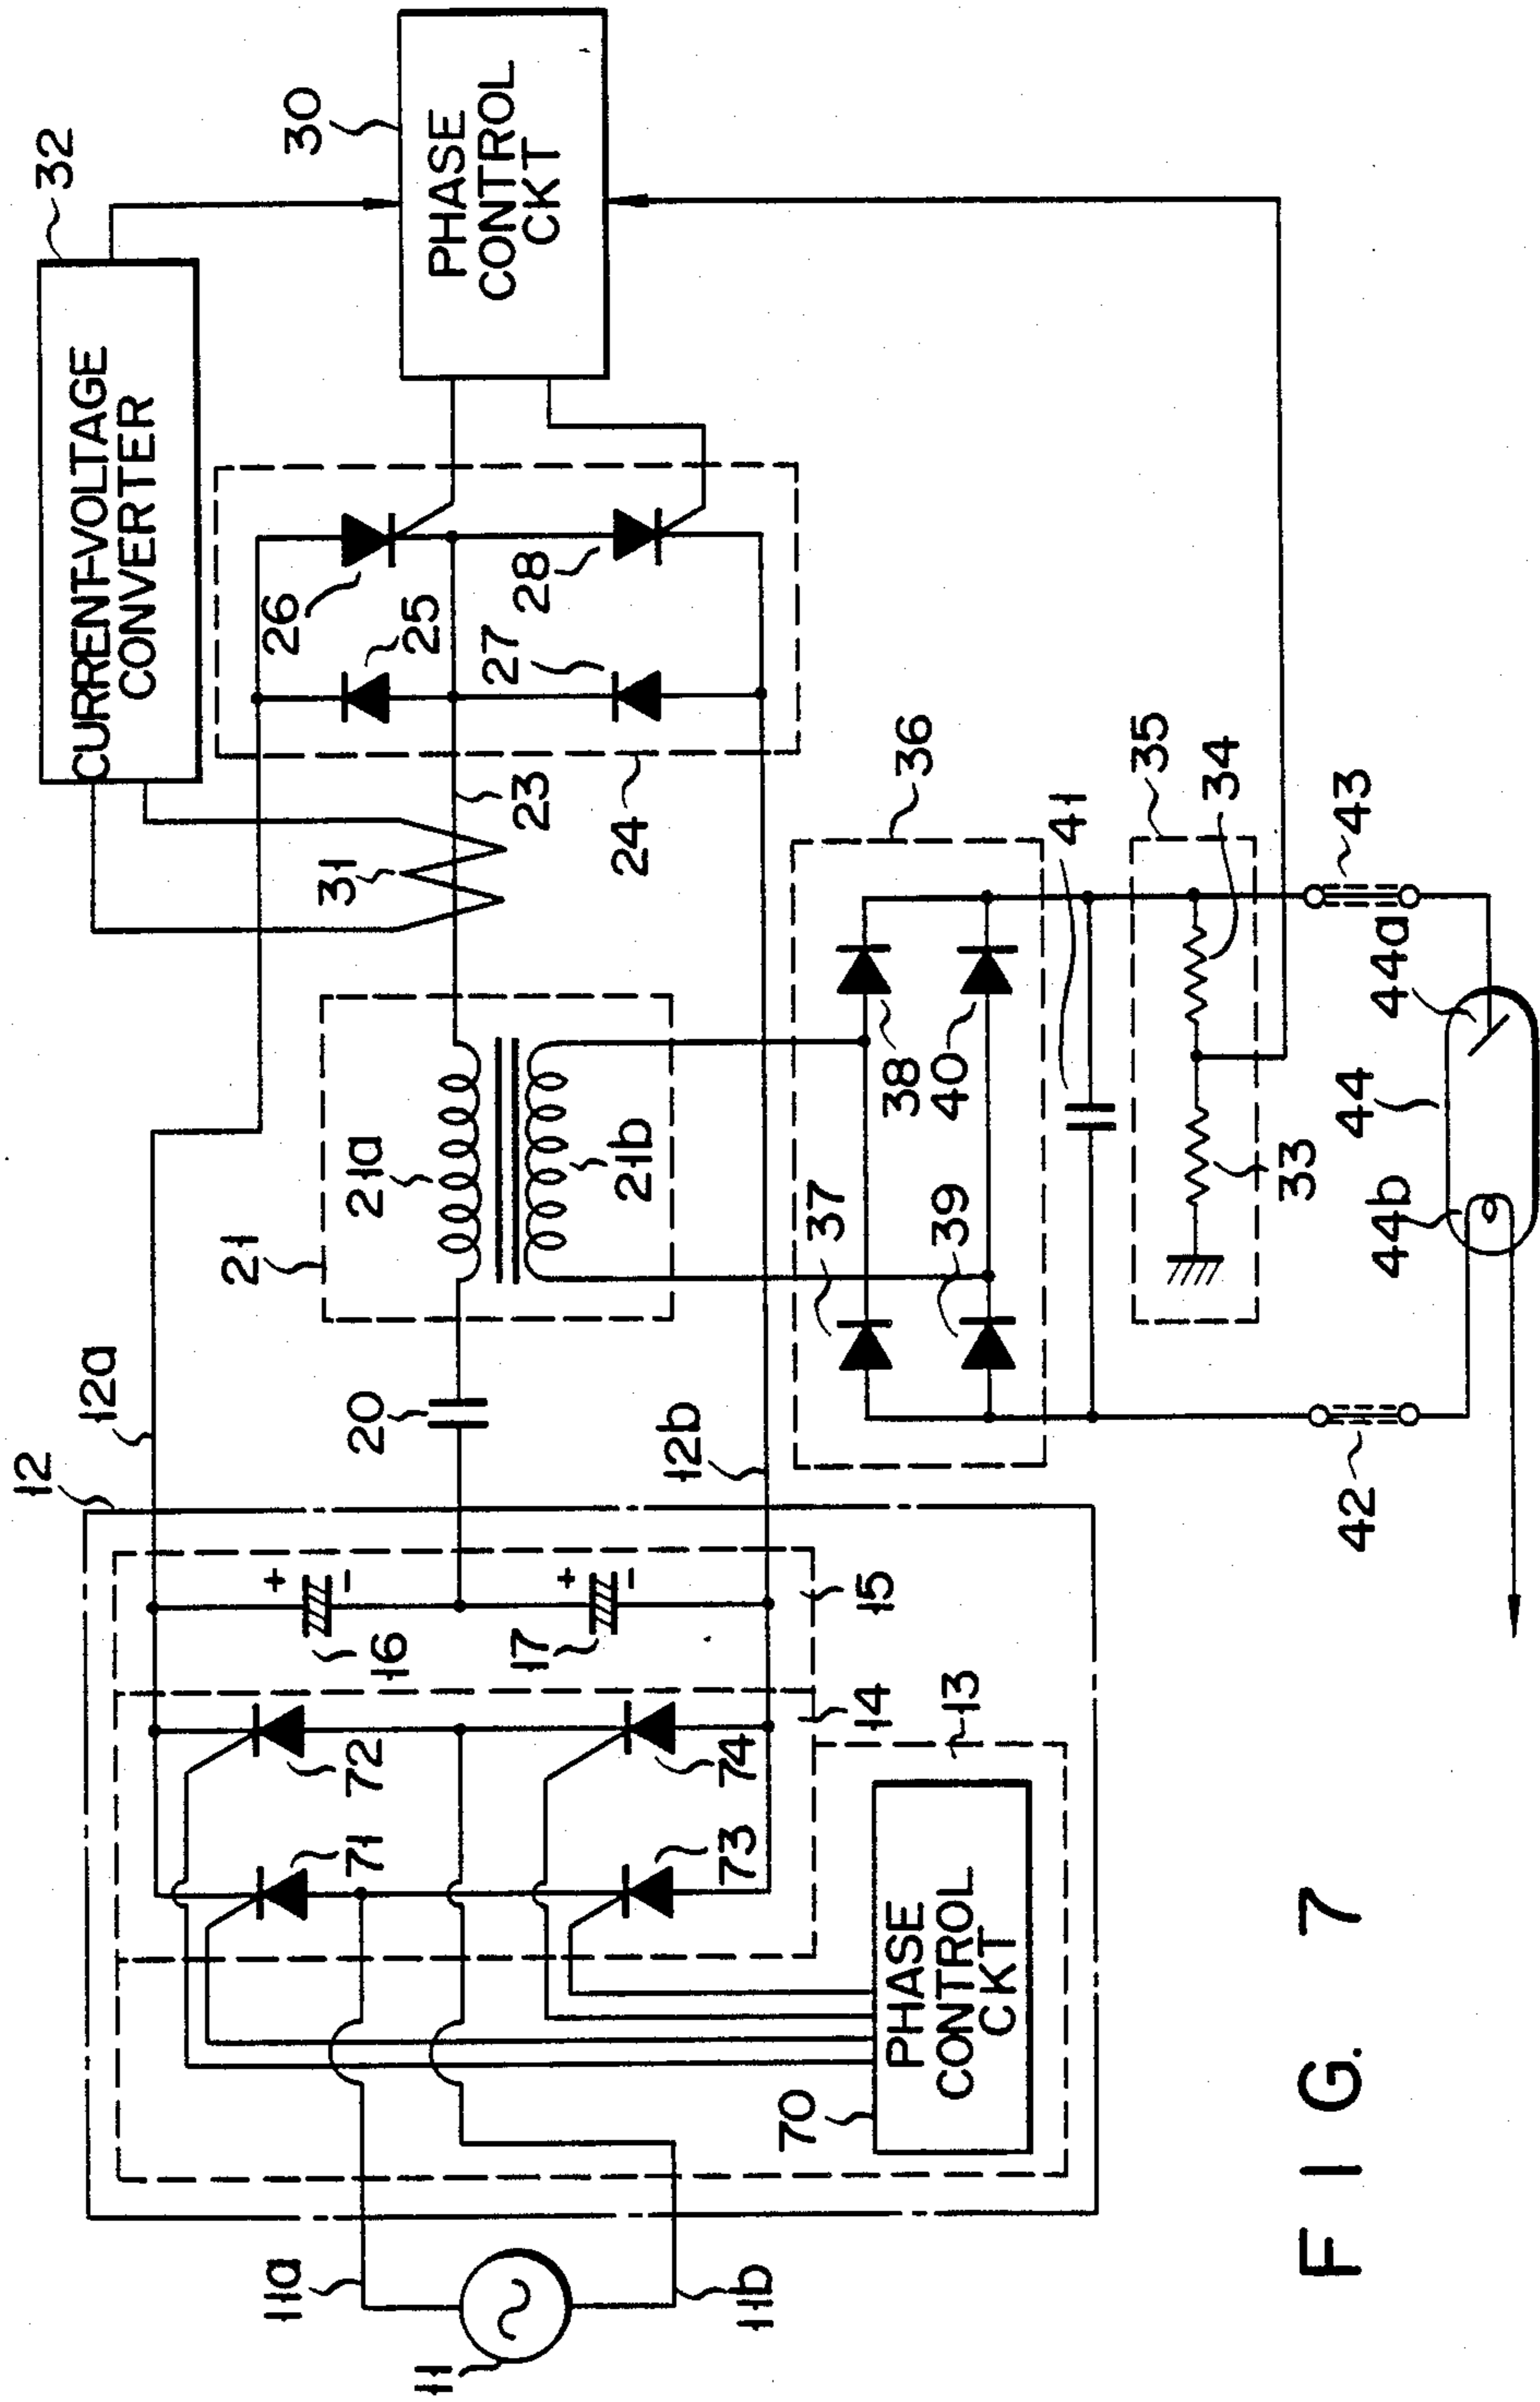 32
30
CURRENT-VOLTAGE
CONVERTER
PHASE
CONTROL
CKT
26
25
28
27
31
23
24
36
35
34
41
43
21
21a
21b
38
40
37
39
33
44a
44
44b
42
12a
12
20
12b
+
−
16
+
−
17
15
14
13
72
74
71
73
PHASE
CONTROL
CKT
70
11a
11b
11
FIG. 7